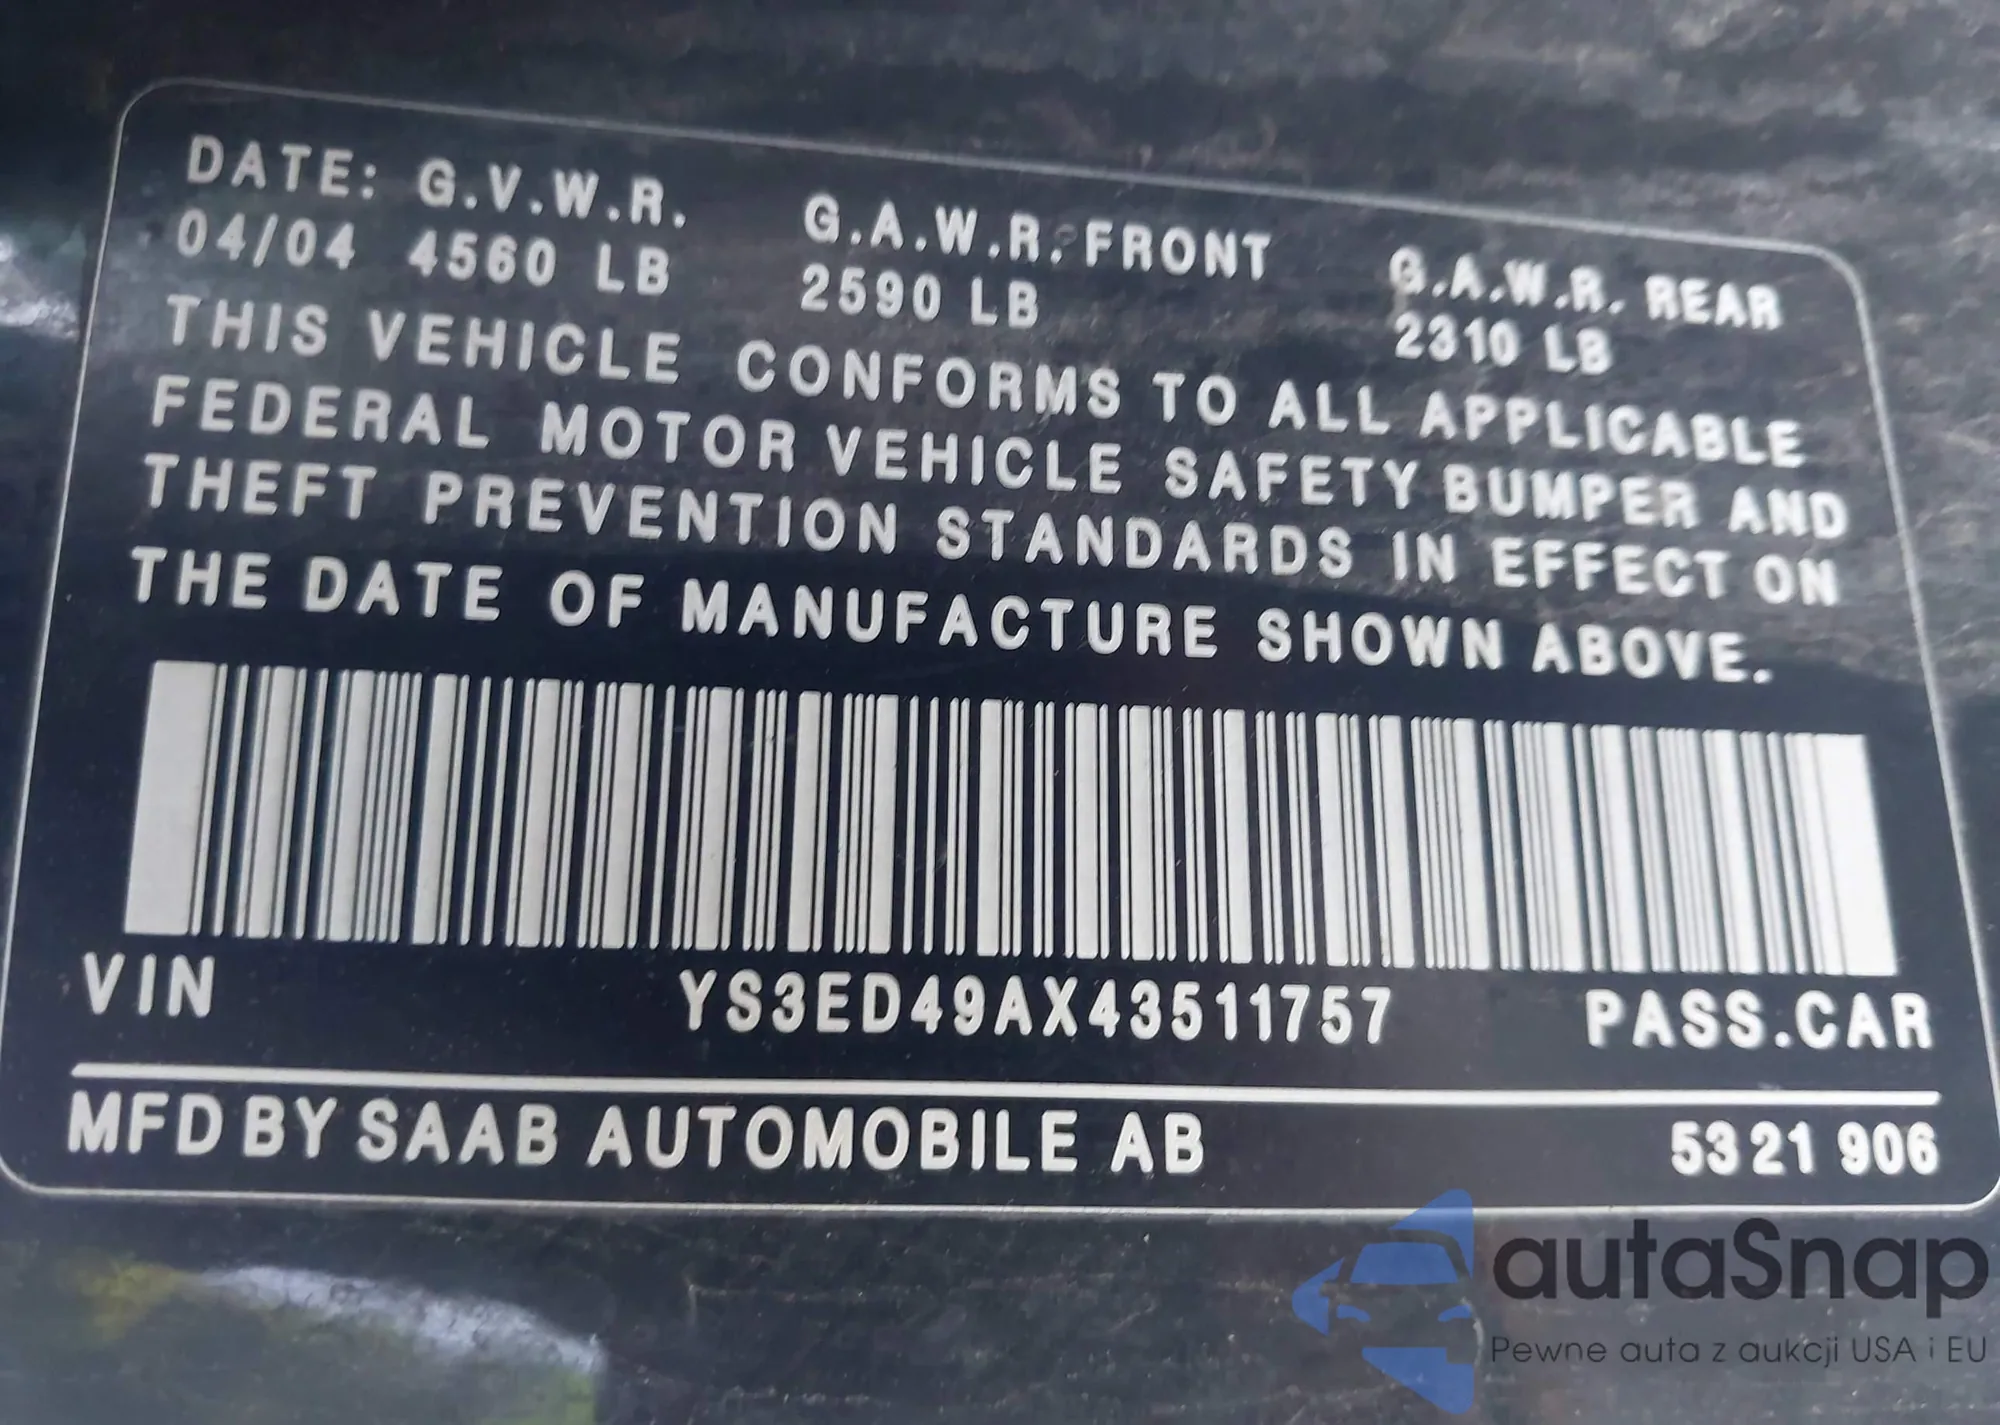 DATE: G.V.W.R. G.A.W.R. FRONT G.A.W.R. REAR
04/04 4560 LB 2590 LB 2310 LB
THIS VEHICLE CONFORMS TO ALL APPLICABLE
FEDERAL MOTOR VEHICLE SAFETY BUMPER AND
THEFT PREVENTION STANDARDS IN EFFECT ON
THE DATE OF MANUFACTURE SHOWN ABOVE.
VIN YS3ED49AX43511757 PASS.CAR
MFD BY SAAB AUTOMOBILE AB 53 21 906
autaSnap
Pewne auta z aukcji USA i EU